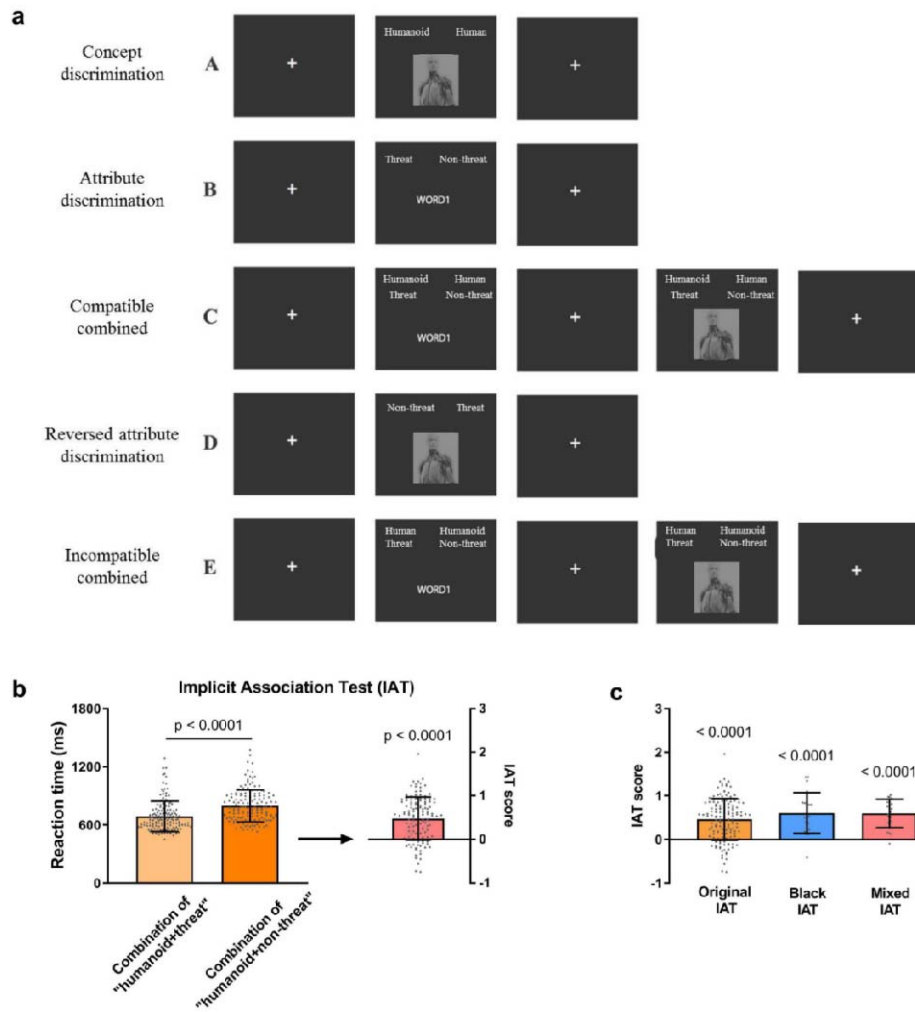 a
Concept
discrimination
A
+
Humanoid Human
+
Attribute
discrimination
B
+
Threat Non-threat
WORD1
+
Compatible
combined
C
+
Humanoid Human
Threat Non-threat
WORD1
+
Humanoid Human
Threat Non-threat
+
Reversed attribute
discrimination
D
+
Non-threat Threat
+
Incompatible
combined
E
+
Human Humanoid
Threat Non-threat
WORD1
+
Human Humanoid
Threat Non-threat
+
b
Implicit Association Test (IAT)
Reaction time (ms)
1800
1200
600
0
p < 0.0001
Combination of
"humanoid+threat"
Combination of
"humanoid+non-threat"
p < 0.0001
3
2
1
0
-1
IAT score
c
IAT score
3
2
1
0
-1
< 0.0001
< 0.0001
< 0.0001
Original
IAT
Black
IAT
Mixed
IAT